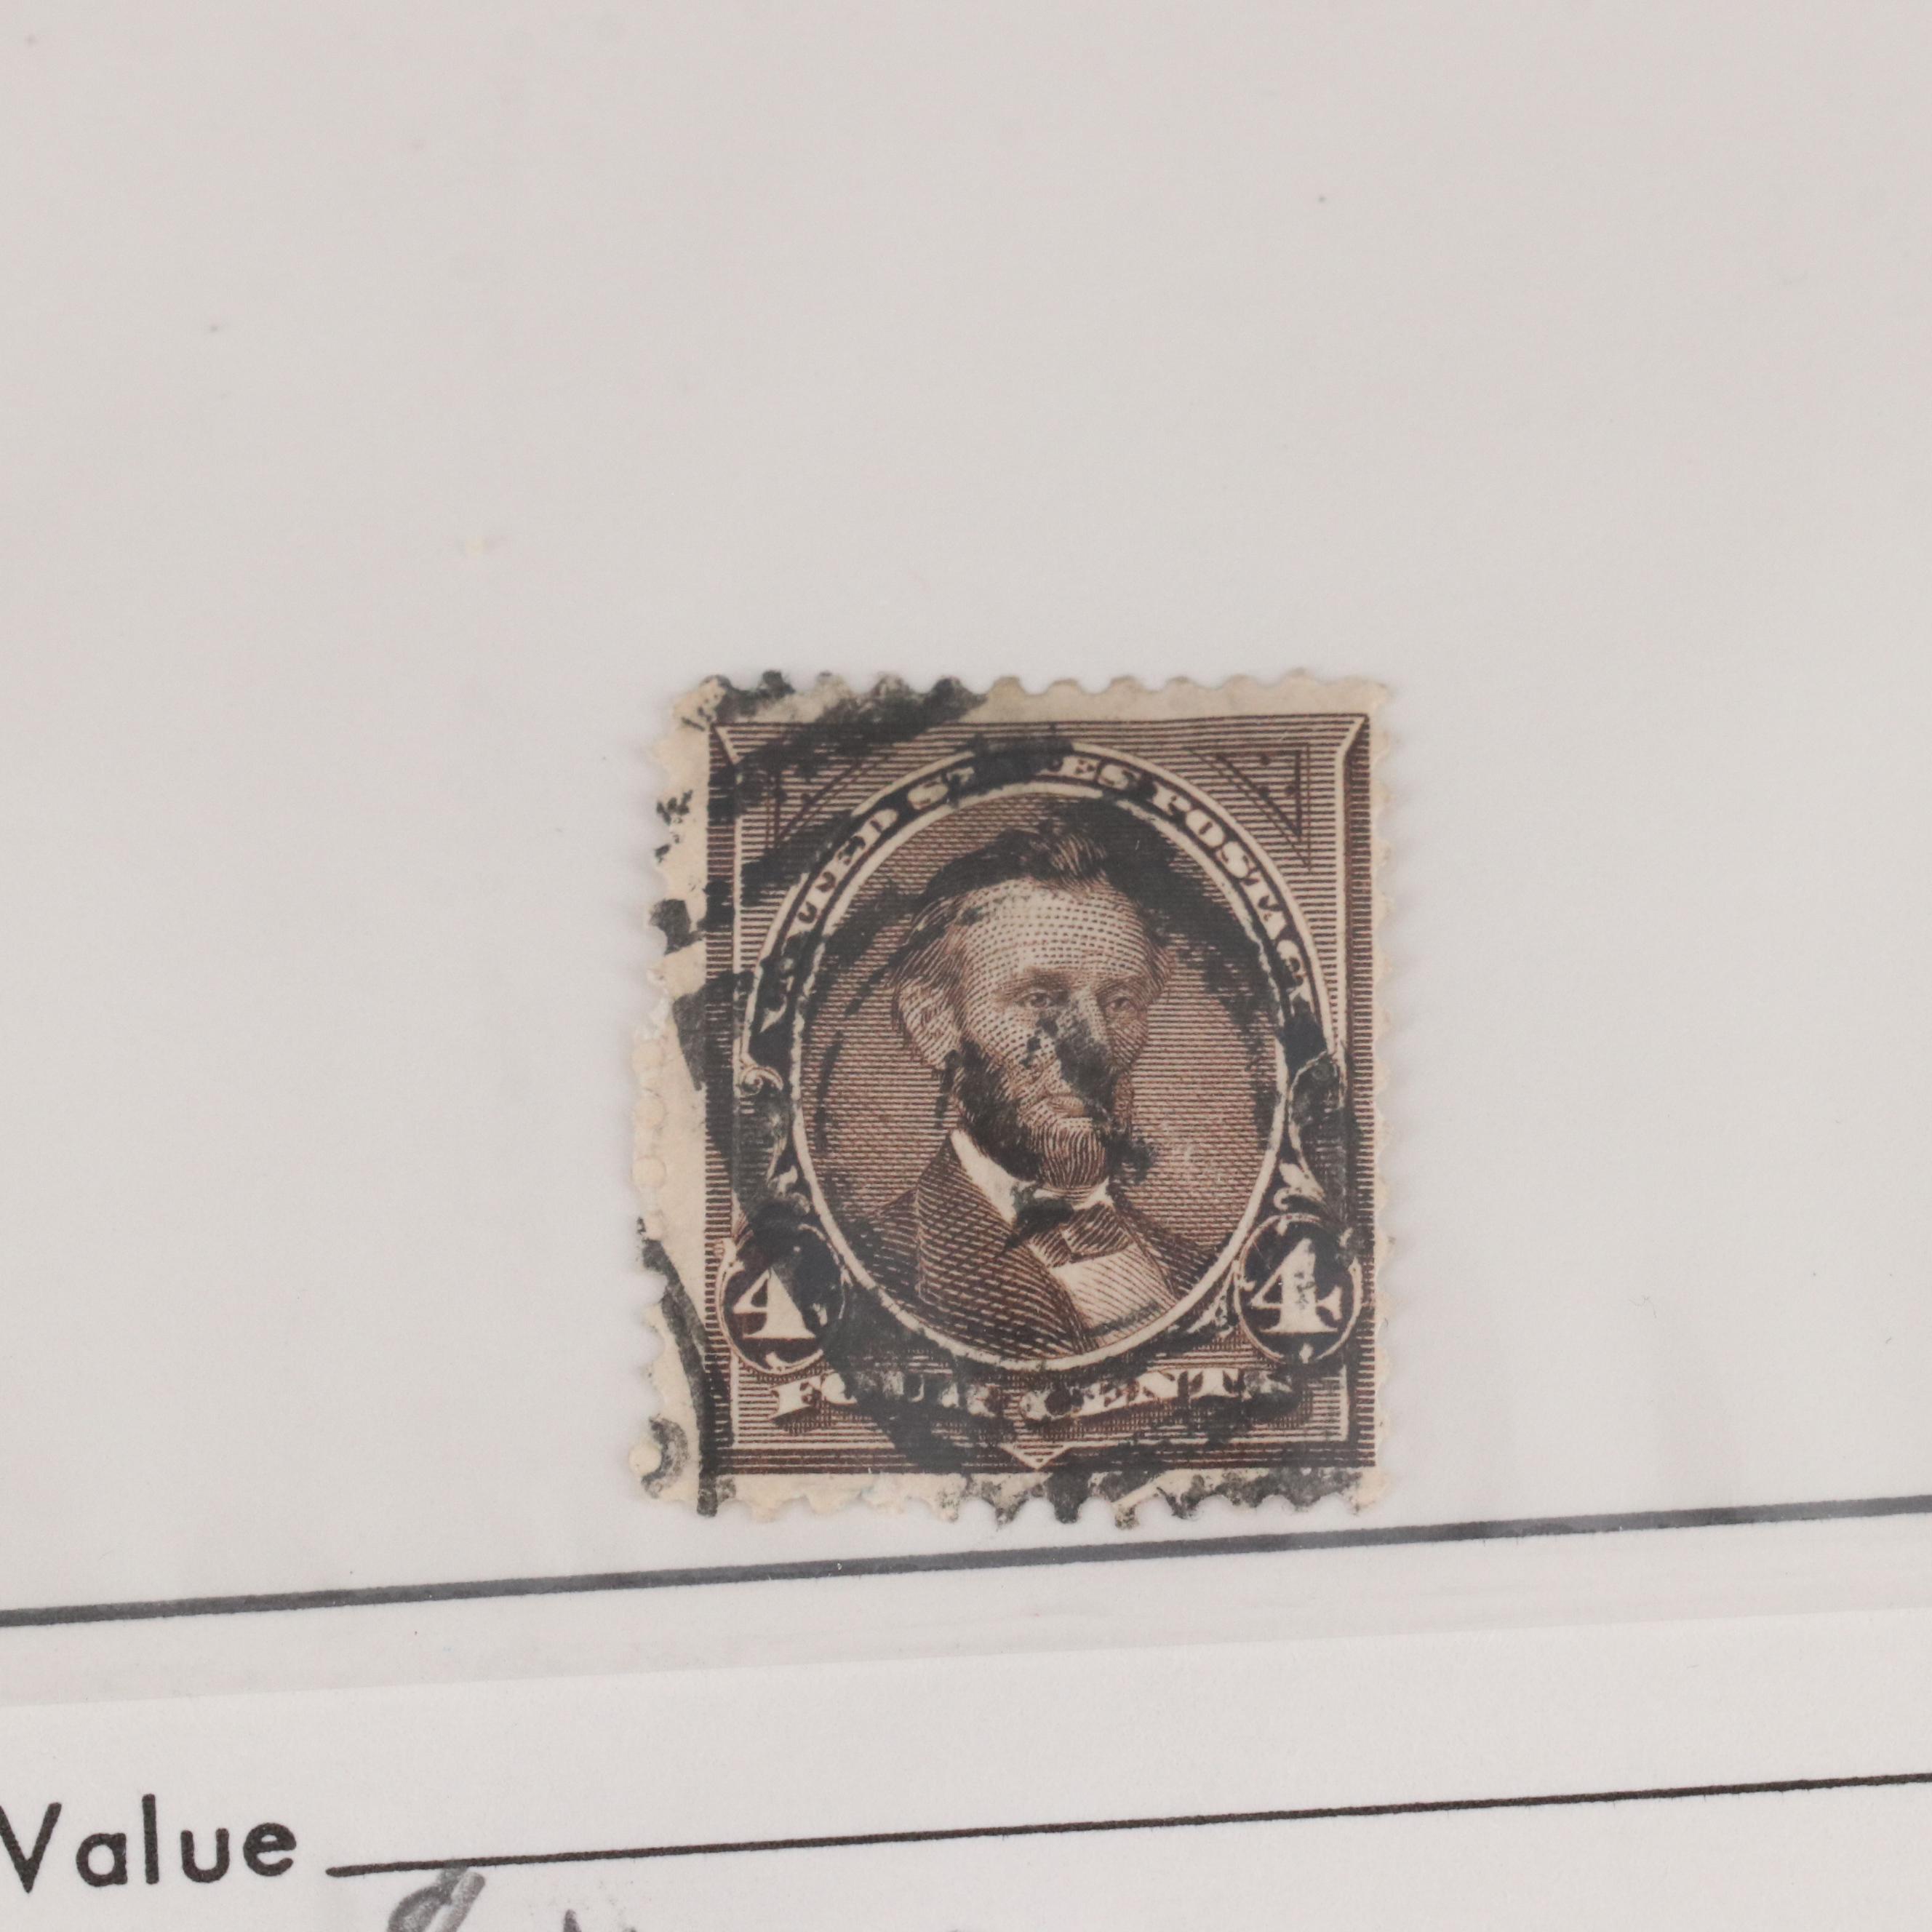 UNITED STATES POSTAGE
4 4
FOUR CENTS
Value